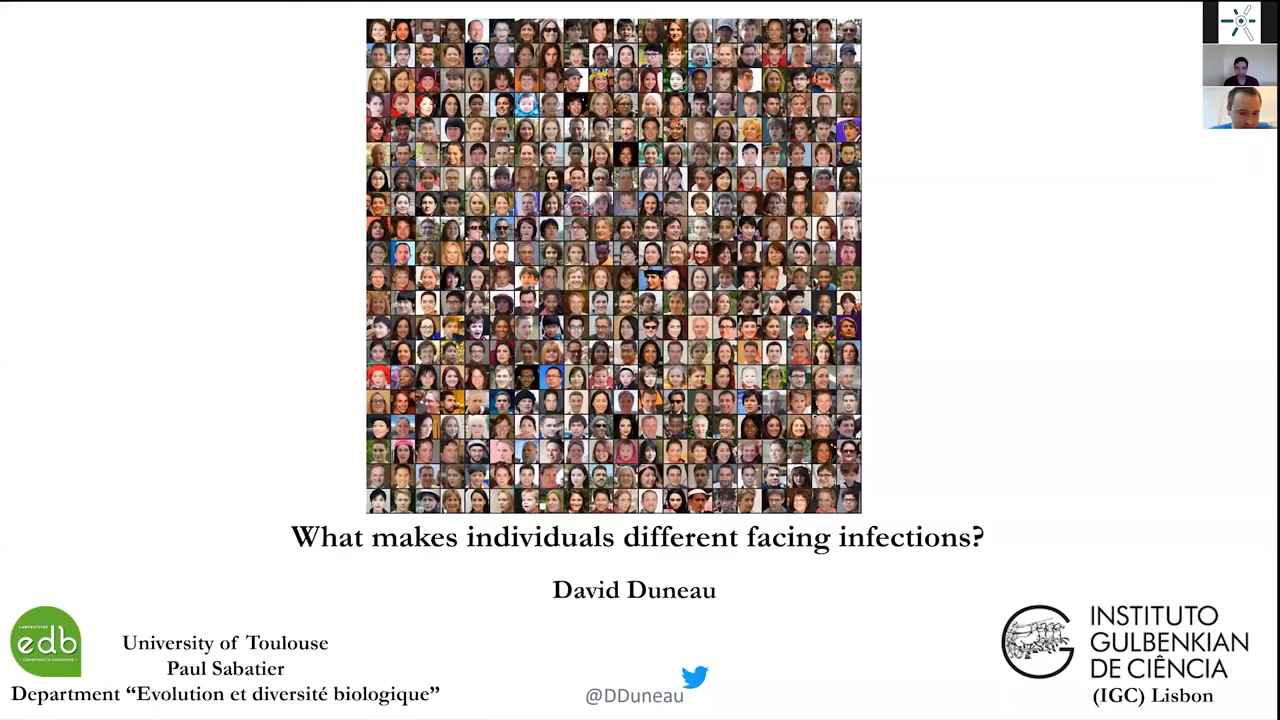 What makes individuals different facing infections?
David Duneau
LABORATOIRE
edb
University of Toulouse
Paul Sabatier
Department “Evolution et diversité biologique”
@DDuneau
INSTITUTO
GULBENKIAN
DE CIÊNCIA
(IGC) Lisbon